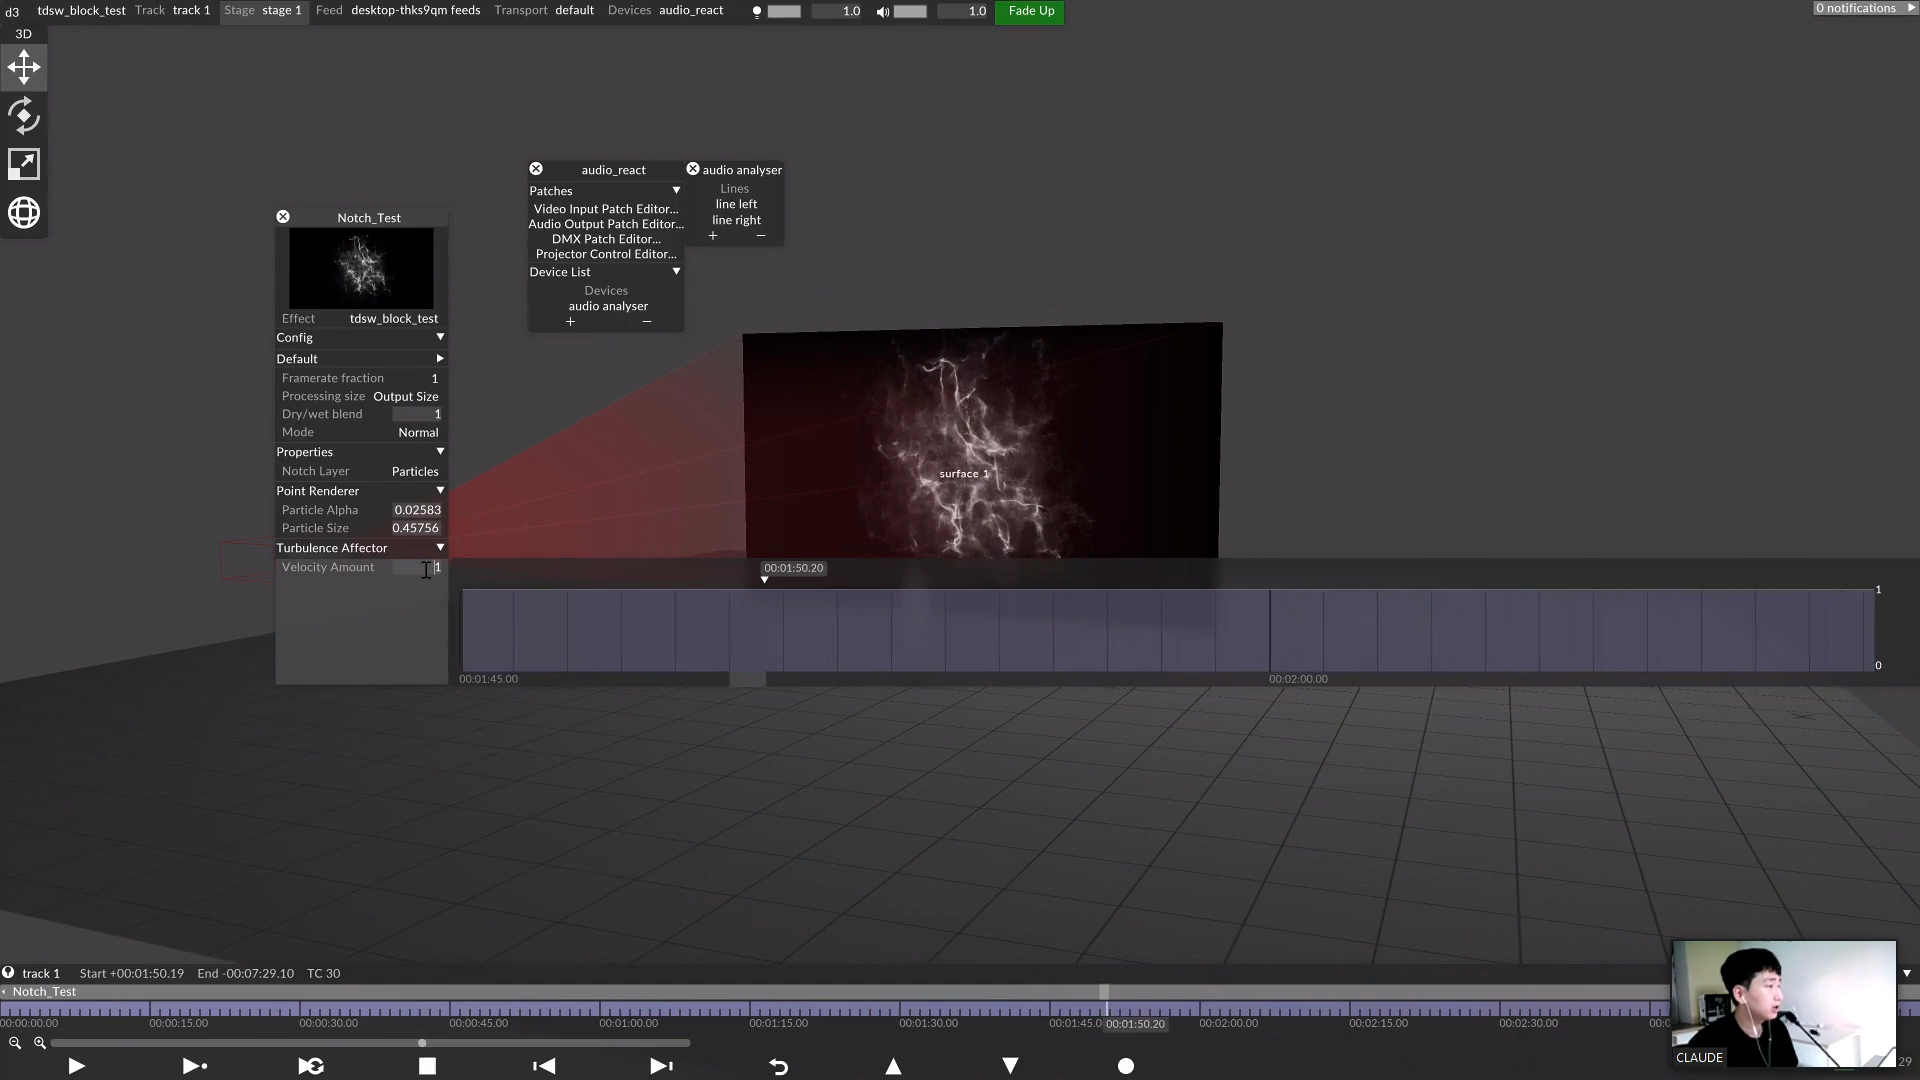 d3 tdsw_block_test Track track 1 Stage stage 1 Feed desktop-thks9qm feeds Transport default Devices audio_react 1.0 1.0 Fade Up 0 notifications
3D
audio_react
Patches
Video Input Patch Editor...
Audio Output Patch Editor...
DMX Patch Editor...
Projector Control Editor...
Device List
Devices
audio analyser
+ −
audio analyser
Lines
line left
line right
+ −
Notch_Test
Effect tdsw_block_test
Config
Default
Framerate fraction 1
Processing size Output Size
Dry/wet blend 1
Mode Normal
Properties
Notch Layer Particles
Point Renderer
Particle Alpha 0.02583
Particle Size 0.45756
Turbulence Affector
Velocity Amount 1
surface 1
00:01:50.20
1
0
00:01:45.00 00:02:00.00
track 1 Start +00:01:50.19 End -00:07:29.10 TC 30
Notch_Test
00:00:00.00 00:00:15.00 00:00:30.00 00:00:45.00 00:01:00.00 00:01:15.00 00:01:30.00 00:01:45.0 00:01:50.20 00:02:00.00 00:02:15.00 00:02:30.00
CLAUDE
29